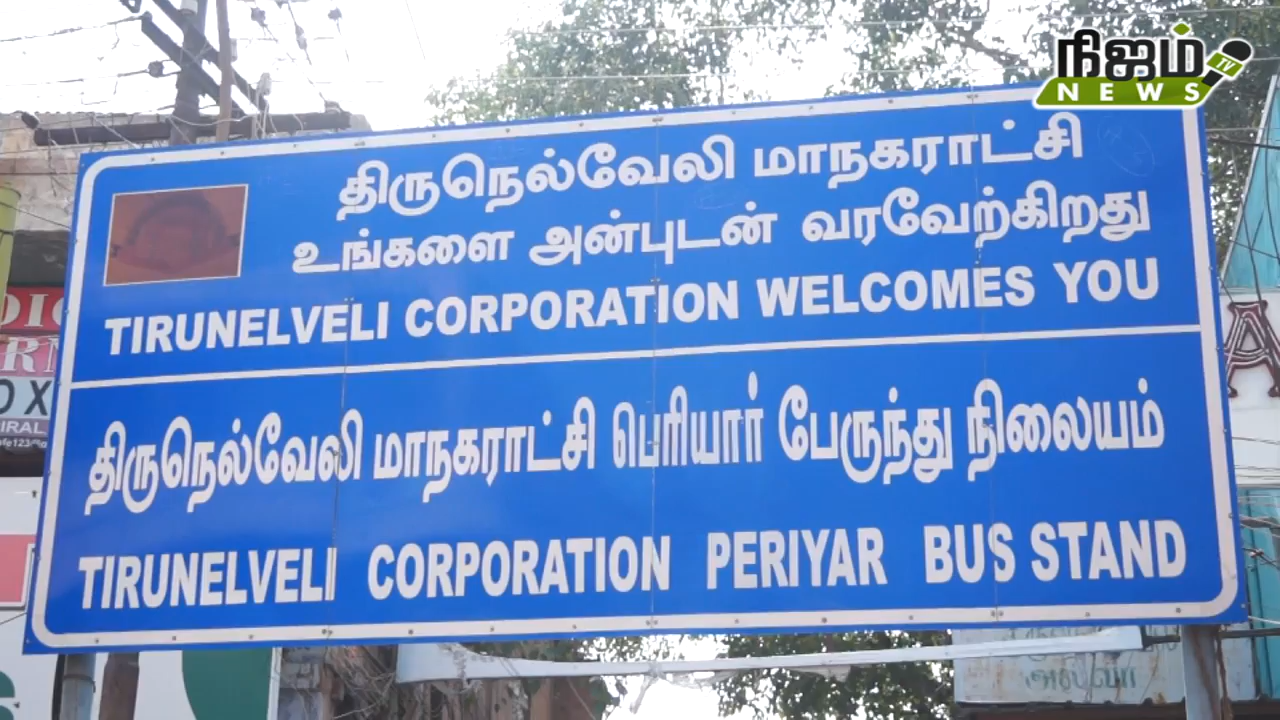 நிஜம்
TV
NEWS
திருநெல்வேலி மாநகராட்சி
உங்களை அன்புடன் வரவேற்கிறது
TIRUNELVELI CORPORATION WELCOMES YOU
திருநெல்வேலி மாநகராட்சி பெரியார் பேருந்து நிலையம்
TIRUNELVELI CORPORATION PERIYAR BUS STAND